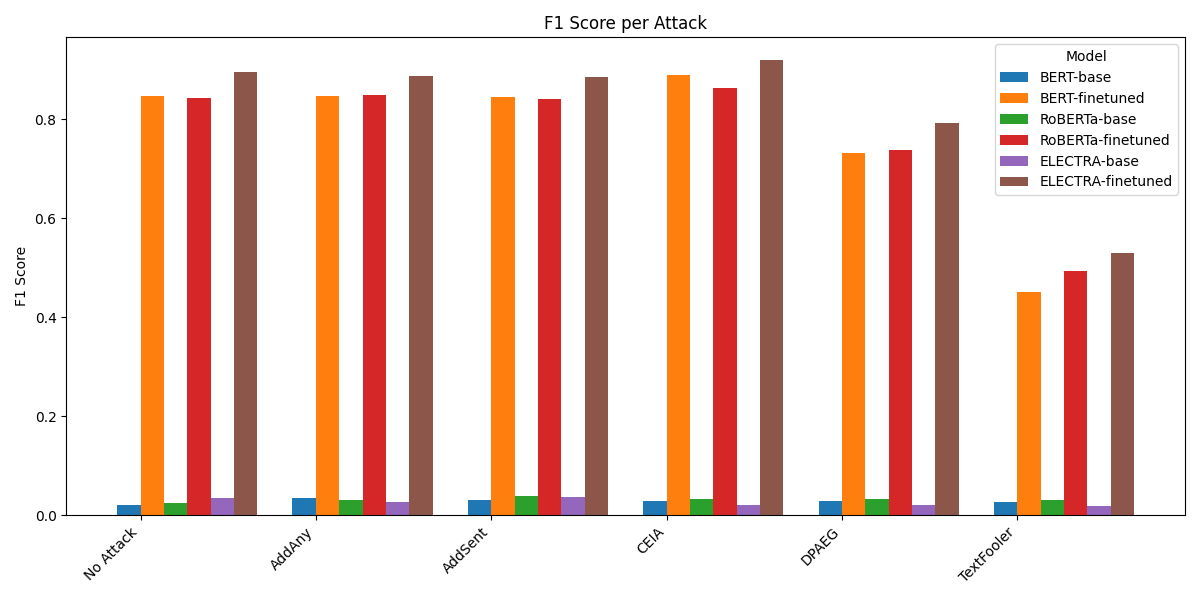 F1 Score per Attack
F1 Score
0.8
0.6
0.4
0.2
0.0
No Attack
AddAny
AddSent
CEIA
DPAEG
TextFooler
Model
BERT-base
BERT-finetuned
RoBERTa-base
RoBERTa-finetuned
ELECTRA-base
ELECTRA-finetuned